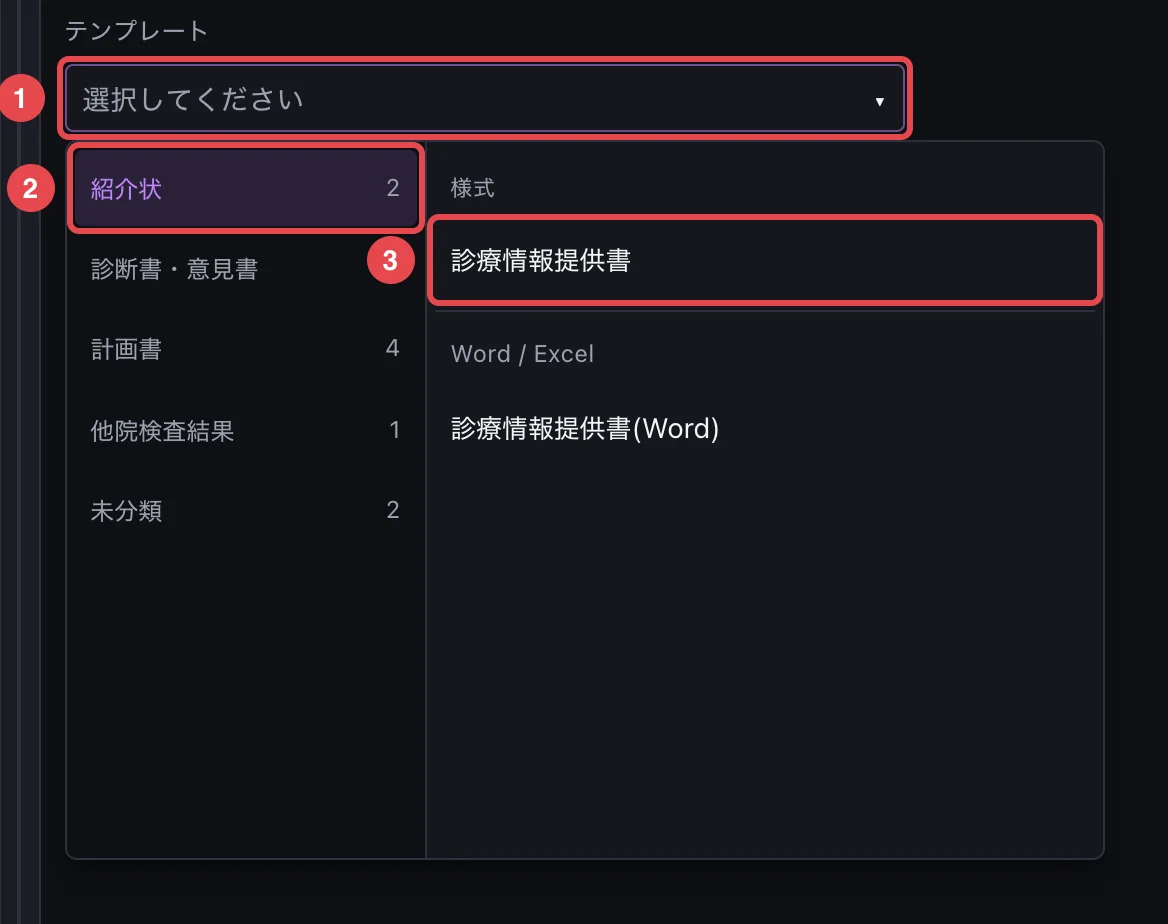 テンプレート
1
選択してください ▼
2
紹介状 2
診断書・意見書
計画書 4
他院検査結果 1
未分類 2
様式
3
診療情報提供書
Word / Excel
診療情報提供書(Word)